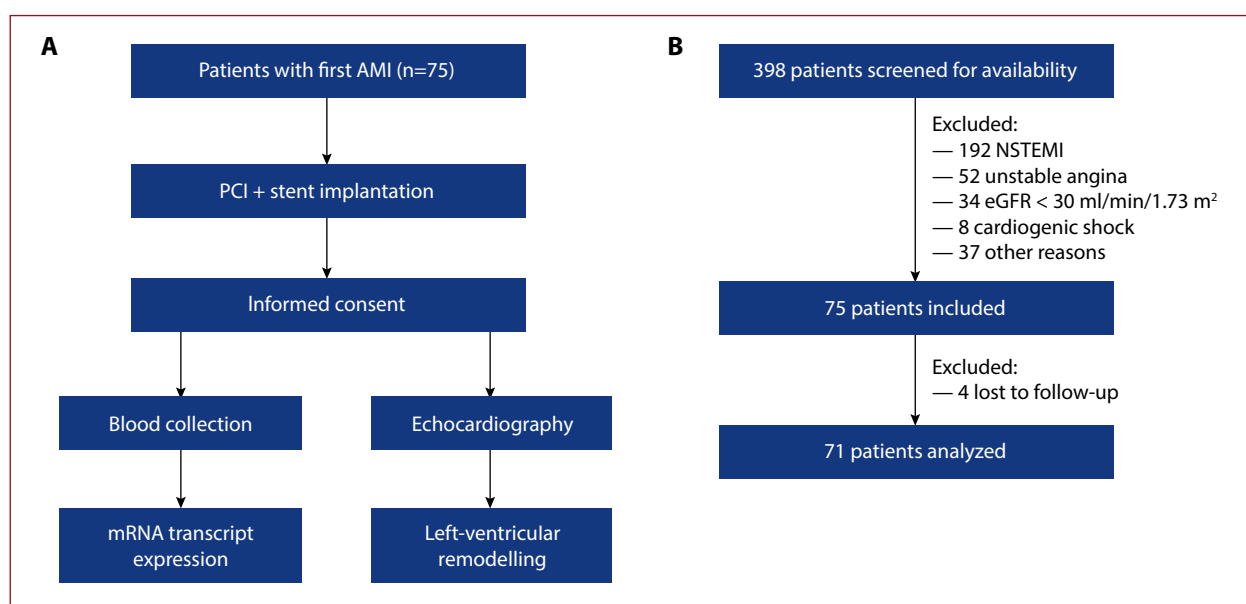 A
Patients with first AMI (n=75)
PCI + stent implantation
Informed consent
Blood collection
Echocardiography
mRNA transcript
expression
Left-ventricular
remodelling
B
398 patients screened for availability
Excluded:
— 192 NSTEMI
— 52 unstable angina
— 34 eGFR < 30 ml/min/1.73 m²
— 8 cardiogenic shock
— 37 other reasons
75 patients included
Excluded:
— 4 lost to follow-up
71 patients analyzed